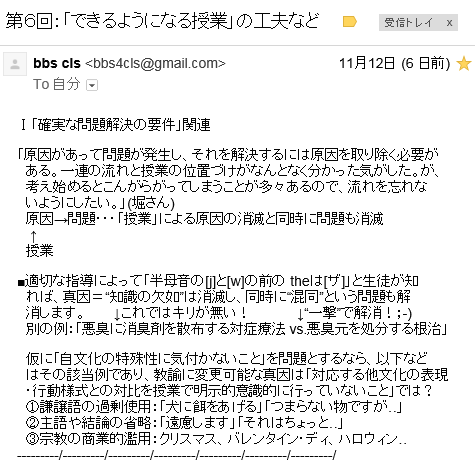 第6回：「できるようになる授業」の工夫など
受信トレイ x
bbs cls <bbs4cls@gmail.com>
11月12日 (6 日前)
To 自分
Ⅰ「確実な問題解決の要件」関連
「原因があって問題が発生し、それを解決するには原因を取り除く必要が
ある。一連の流れと授業の位置づけがなんとなく分かった気がした。が、
考え始めるとこんがらがってしまうことが多々あるので、流れを忘れな
いようにしたい。」(堀さん)
原因→問題・・・「授業」による原因の消滅と同時に問題も消滅
↑
授業
■適切な指導によって「半母音の[j]と[w]の前の theは[ザ]」と生徒が知
れば、真因＝“知識の欠如”は消滅し、同時に“混同”という問題も解
消します。 ↓これではキリが無い！ ↓“一撃”で解消！;-)
別の例：「悪臭に消臭剤を散布する対症療法 vs.悪臭元を処分する根治」
仮に「自文化の特殊性に気付かないこと」を問題とするなら、以下など
はその該当例であり、教諭に変更可能な真因は「対応する他文化の表現
・行動様式との対比を授業で明示的意識的に行っていないこと」では？
①謙譲語の過剰使用：「犬に餌をあげる」「つまらない物ですが‥」
②主語や結論の省略：「遠慮します」「それはちょっと‥」
③宗教の商業的濫用：クリスマス、バレンタイン・ディ、ハロウィン‥
---------/---------/---------/---------/---------/---------/---------/